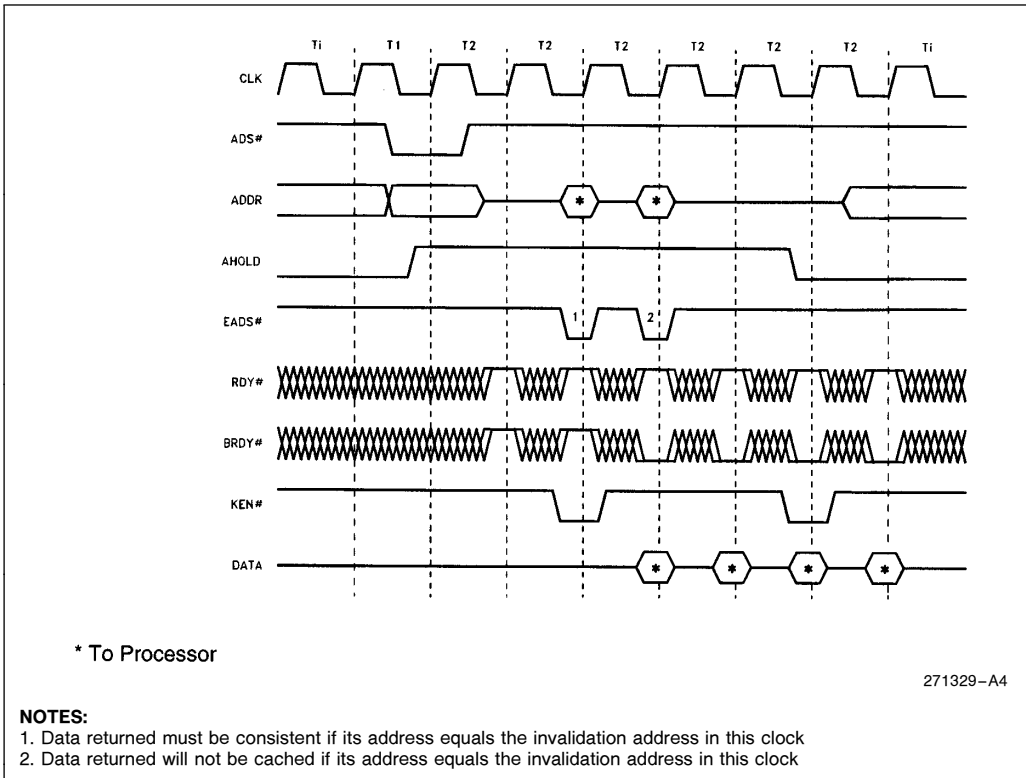 Ti T1 T2 T2 T2 T2 T2 T2 Ti
CLK
ADS#
ADDR * *
AHOLD
EADS# 1 2
RDY#
BRDY#
KEN#
DATA * * * *
* To Processor
271329–A4
NOTES:
1. Data returned must be consistent if its address equals the invalidation address in this clock
2. Data returned will not be cached if its address equals the invalidation address in this clock